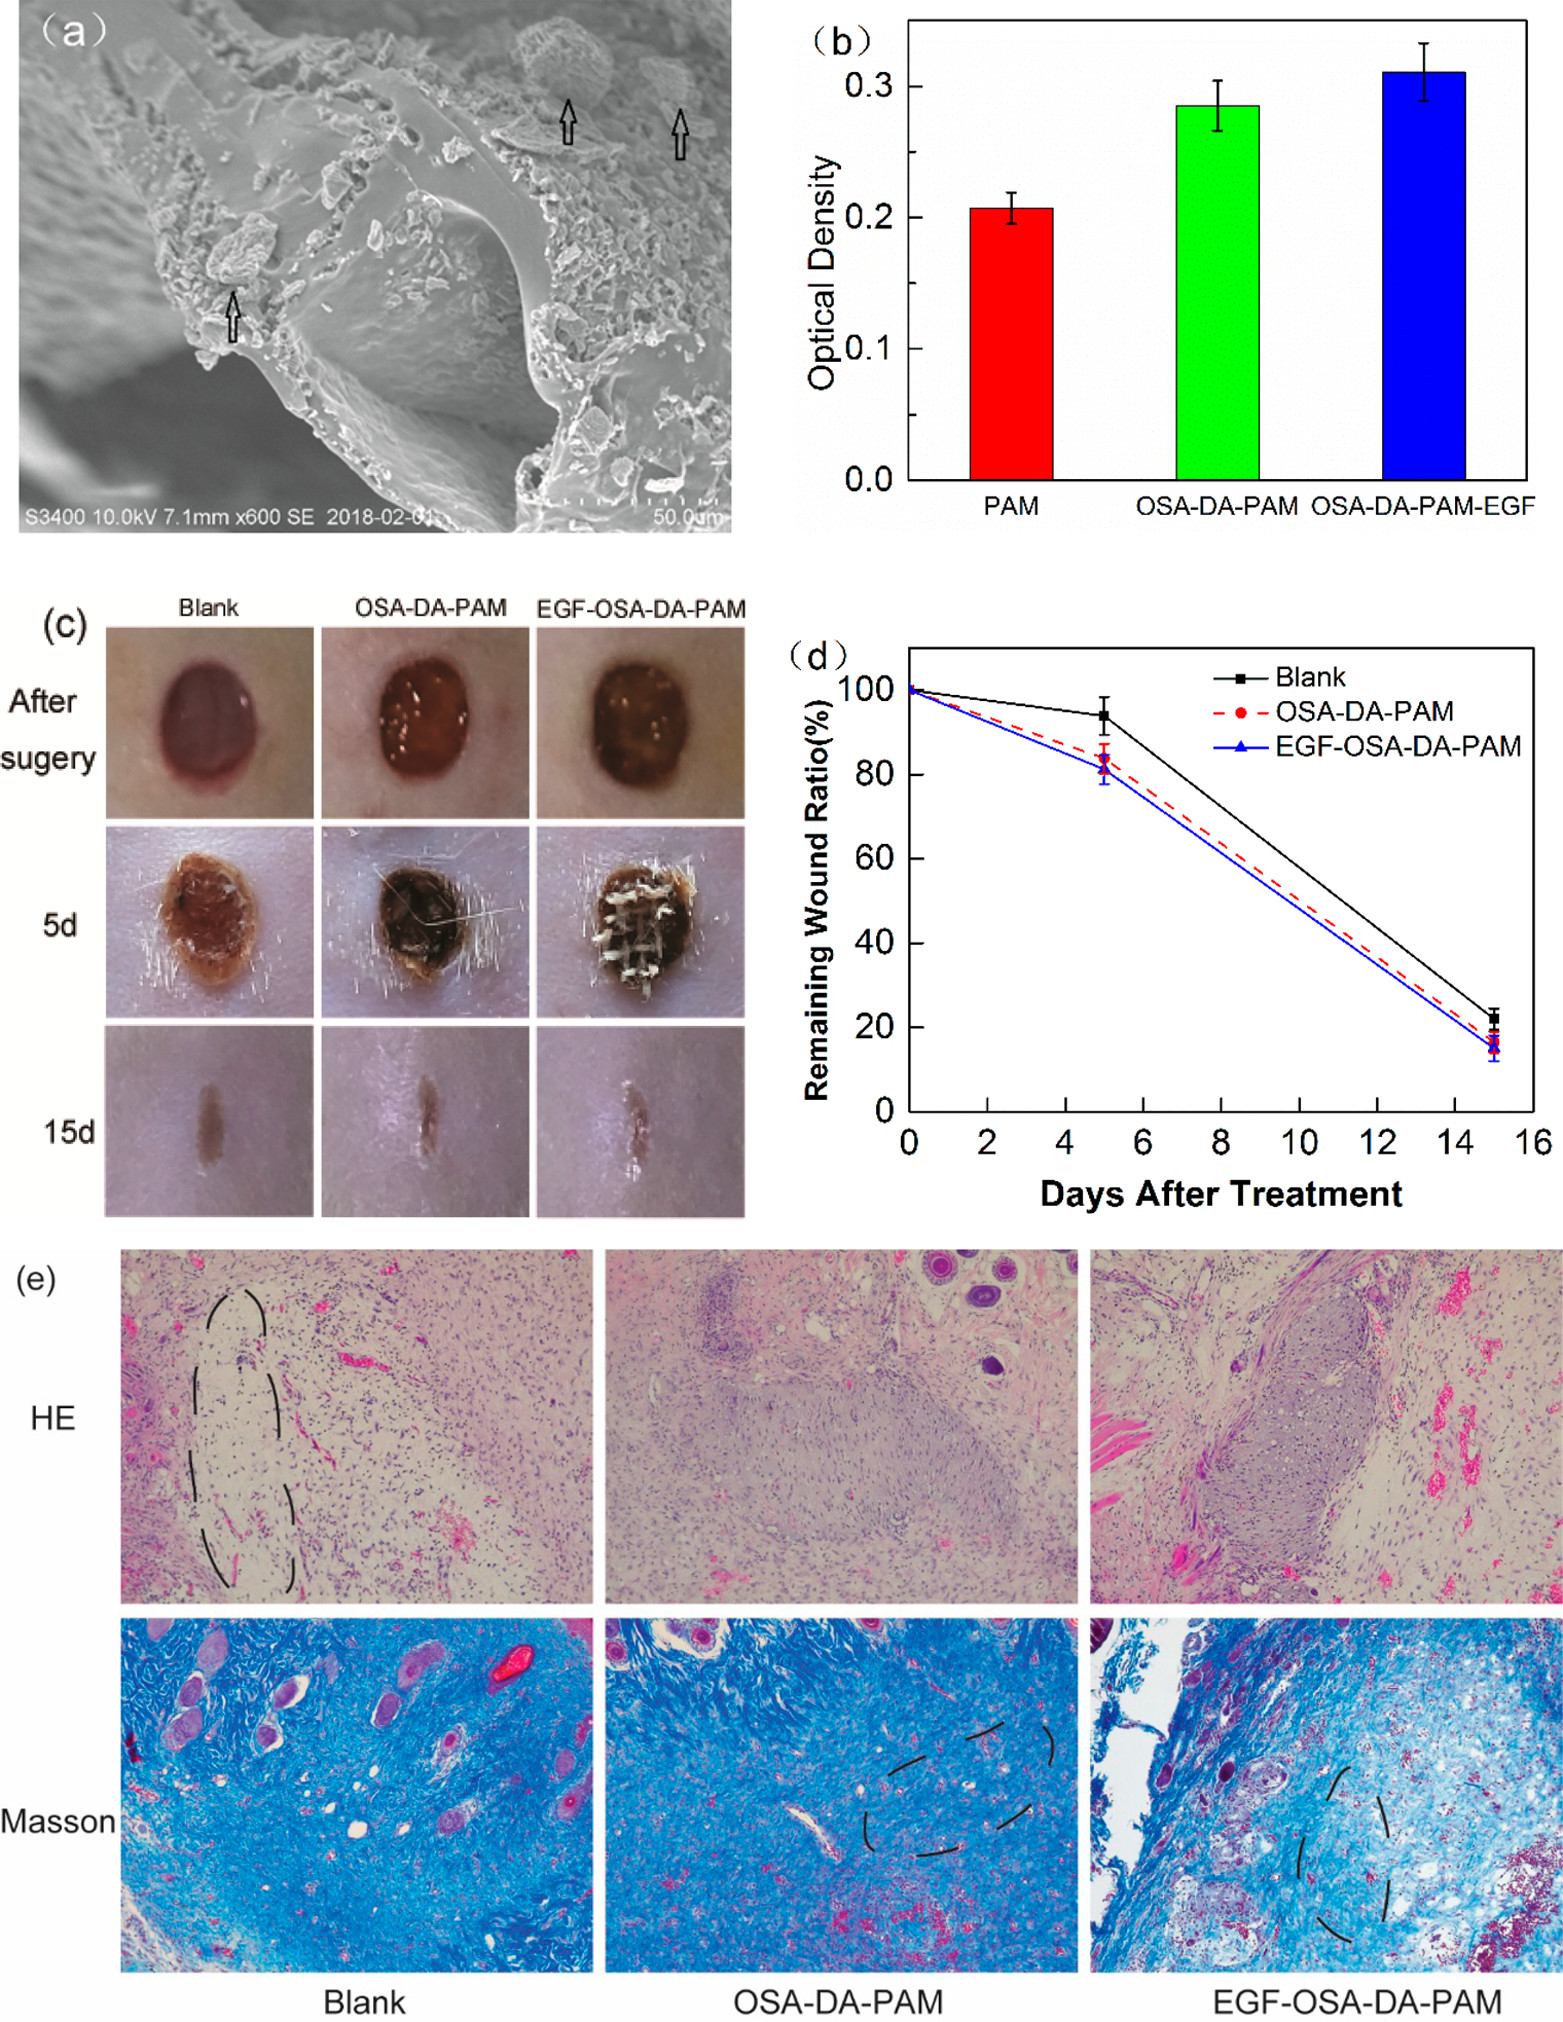 (a)
S3400 10.0kV 7.1mm x600 SE 2018-02-01
50.0um
(b)
Optical Density
0.3
0.2
0.1
0.0
PAM
OSA-DA-PAM
OSA-DA-PAM-EGF
(c)
Blank
OSA-DA-PAM
EGF-OSA-DA-PAM
After
sugery
5d
15d
(d)
Remaining Wound Ratio(%)
100
80
60
40
20
0
Blank
OSA-DA-PAM
EGF-OSA-DA-PAM
0 2 4 6 8 10 12 14 16
Days After Treatment
(e)
HE
Masson
Blank
OSA-DA-PAM
EGF-OSA-DA-PAM